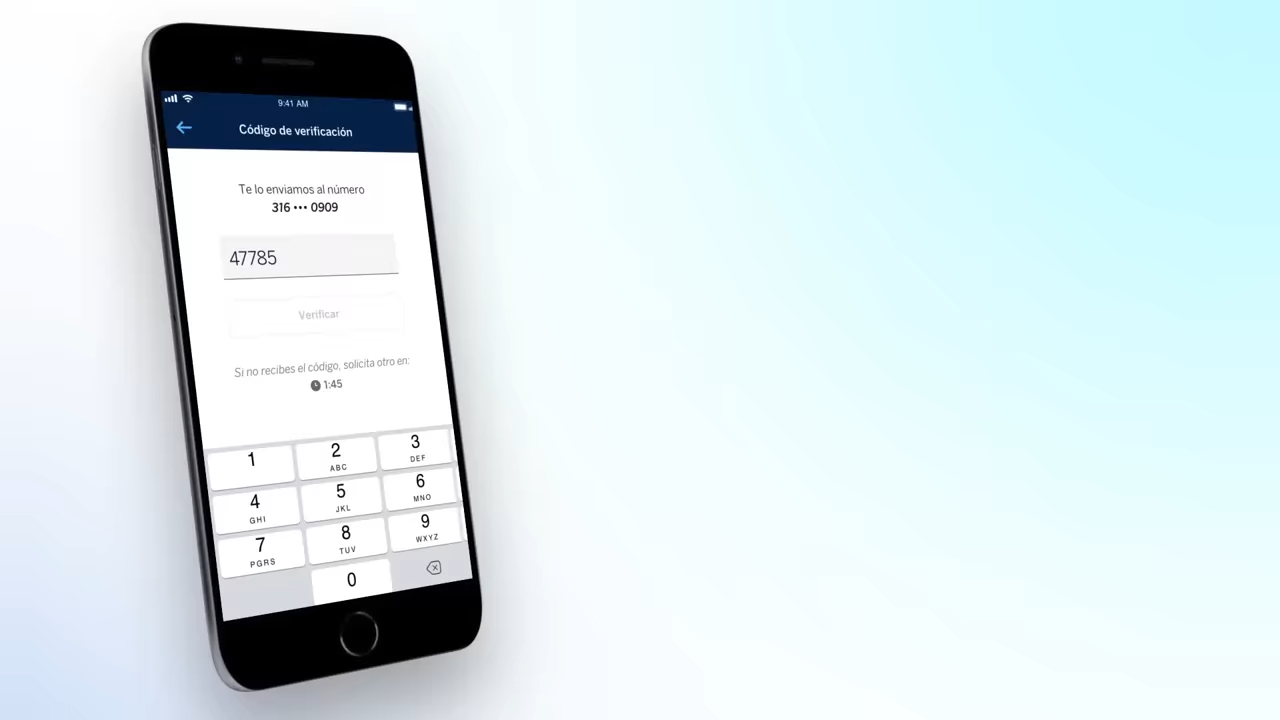 9:41 AM
Código de verificación
Te lo enviamos al número
316 ••• 0909
47785
Verificar
Si no recibes el código, solicita otro en:
1:45
1
2
3
ABC
DEF
4
5
6
GHI
JKL
MNO
7
8
9
PGRS
TUV
WXYZ
0